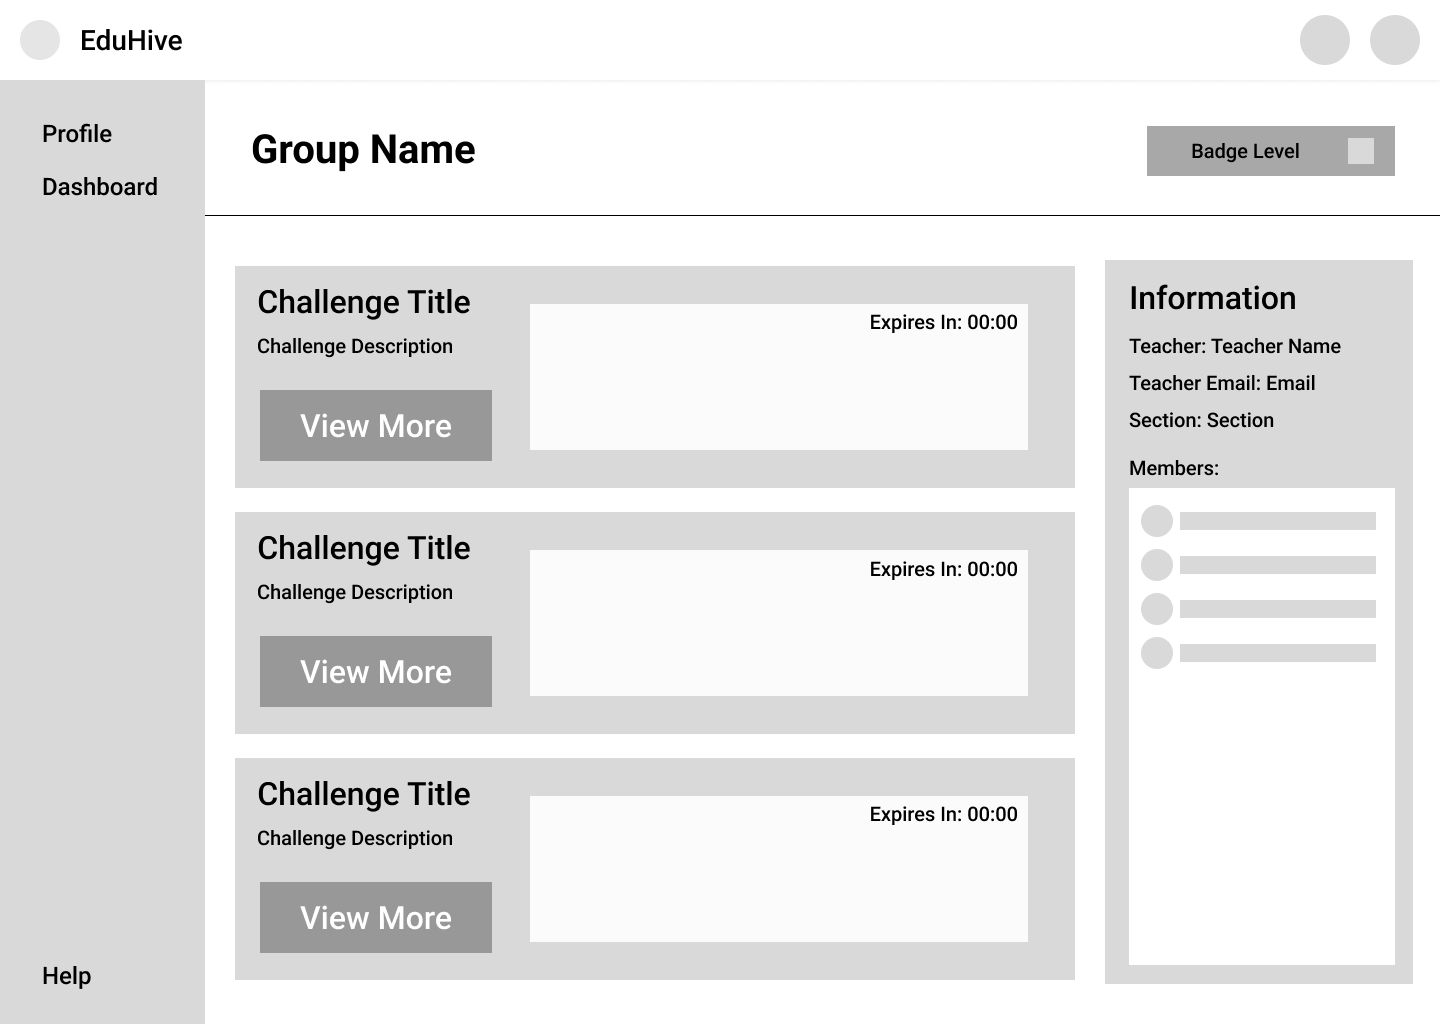 EduHive
Profile
Dashboard
Help
Group Name
Badge Level
Challenge Title
Challenge Description
View More
Expires In: 00:00
Challenge Title
Challenge Description
View More
Expires In: 00:00
Challenge Title
Challenge Description
View More
Expires In: 00:00
Information
Teacher: Teacher Name
Teacher Email: Email
Section: Section
Members: